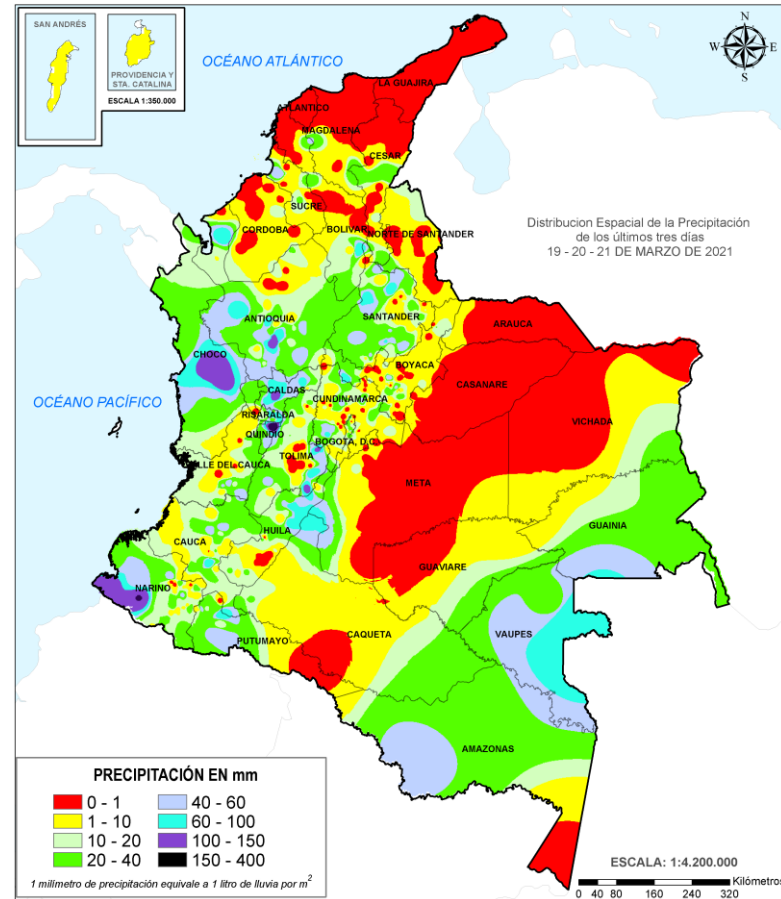 SAN ANDRÉS
PROVIDENCIA Y
STA. CATALINA
ESCALA 1:350.000
OCÉANO ATLÁNTICO
N
W
E
S
LA GUAJIRA
ATLANTICO
MAGDALENA
CESAR
SUCRE
CORDOBA
BOLIVAR
NORTE DE SANTANDER
Distribucion Espacial de la Precipitación
de los últimos tres días
19 - 20 - 21 DE MARZO DE 2021
ANTIOQUIA
SANTANDER
ARAUCA
CHOCO
BOYACA
CASANARE
OCÉANO PACÍFICO
CALDAS
CUNDINAMARCA
RISARALDA
VICHADA
QUINDIO
BOGOTA, D.C.
TOLIMA
VALLE DEL CAUCA
META
GUAINIA
HUILA
CAUCA
GUAVIARE
NARIÑO
CAQUETA
VAUPES
PUTUMAYO
AMAZONAS
PRECIPITACIÓN EN mm
0 - 1
40 - 60
1 - 10
60 - 100
10 - 20
100 - 150
20 - 40
150 - 400
1 milímetro de precipitación equivale a 1 litro de lluvia por m²
ESCALA: 1:4.200.000
Kilómetros
0 40 80 160 240 320